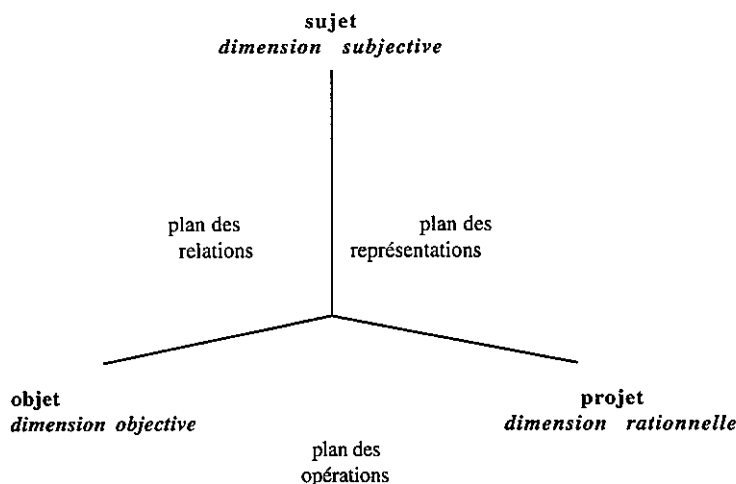 sujet
dimension subjective
plan des
relations
plan des
représentations
objet
dimension objective
projet
dimension rationnelle
plan des
opérations